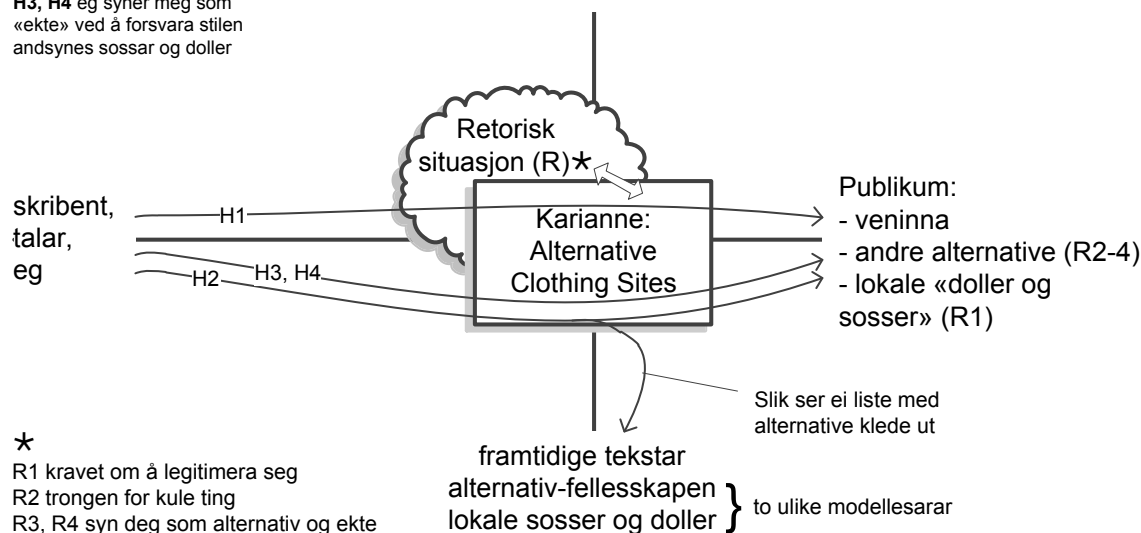 H3, H4 eg syner meg som
«ekte» ved å forsvara stilen
andsynes sossar og doller
Retorisk
situasjon (R)*
skribent,
talar,
eg
H1
H3, H4
H2
Karianne:
Alternative
Clothing Sites
Publikum:
- veninna
- andre alternative (R2-4)
- lokale «doller og
sosser» (R1)
Slik ser ei liste med
alternative klede ut
*
R1 kravet om å legitimera seg
R2 trongen for kule ting
R3, R4 syn deg som alternativ og ekte
framtidige tekstar
alternativ-fellesskapen
lokale sosser og doller
} to ulike modellesarar